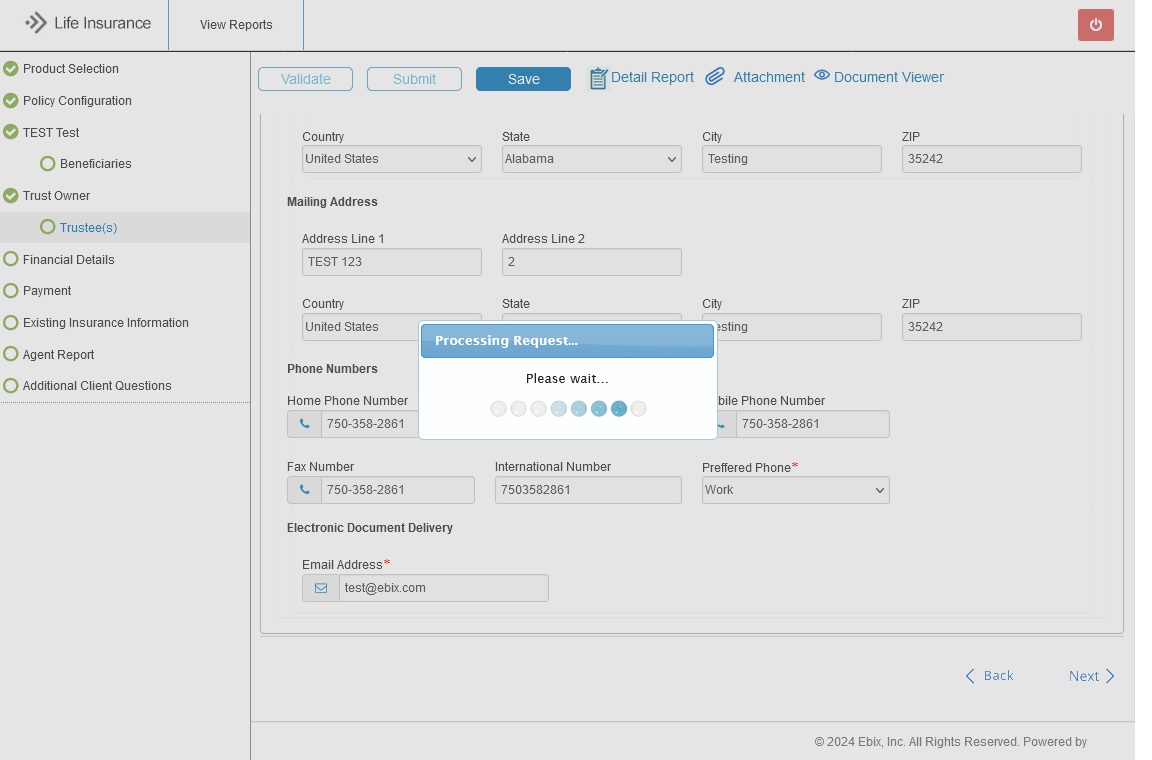 Life Insurance
View Reports
Product Selection
Policy Configuration
TEST Test
Beneficiaries
Trust Owner
Trustee(s)
Financial Details
Payment
Existing Insurance Information
Agent Report
Additional Client Questions
Validate Submit Save Detail Report Attachment Document Viewer
Country State City ZIP
United States Alabama Testing 35242
Mailing Address
Address Line 1 Address Line 2
TEST 123 2
Country State City ZIP
United States esting 35242
Processing Request...
Please wait...
Phone Numbers
Home Phone Number bile Phone Number
750-358-2861 750-358-2861
Fax Number International Number Preffered Phone*
750-358-2861 7503582861 Work
Electronic Document Delivery
Email Address*
test@ebix.com
Back Next
© 2024 Ebix, Inc. All Rights Reserved. Powered by